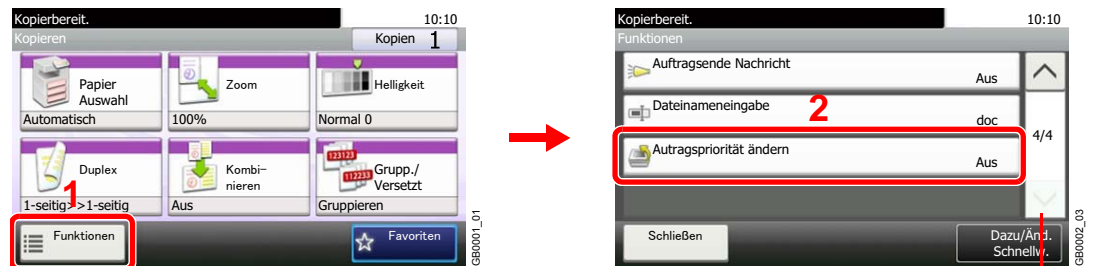 Kopierbereit. 10:10
Kopieren Kopien 1
Papier
Auswahl
Automatisch
Zoom
100%
Helligkeit
Normal 0
Duplex
1-seitig>>1-seitig
Kombi-
nieren
Aus
123123
112233
Grupp./
Versetzt
Gruppieren
1
Funktionen
Favoriten
GB0001_01
Kopierbereit. 10:10
Funktionen
Auftragsende Nachricht
Aus
Dateinameneingabe
doc
2
Autragspriorität ändern
Aus
4/4
Schließen
Dazu/Änd.
Schnellw.
GB0002_03